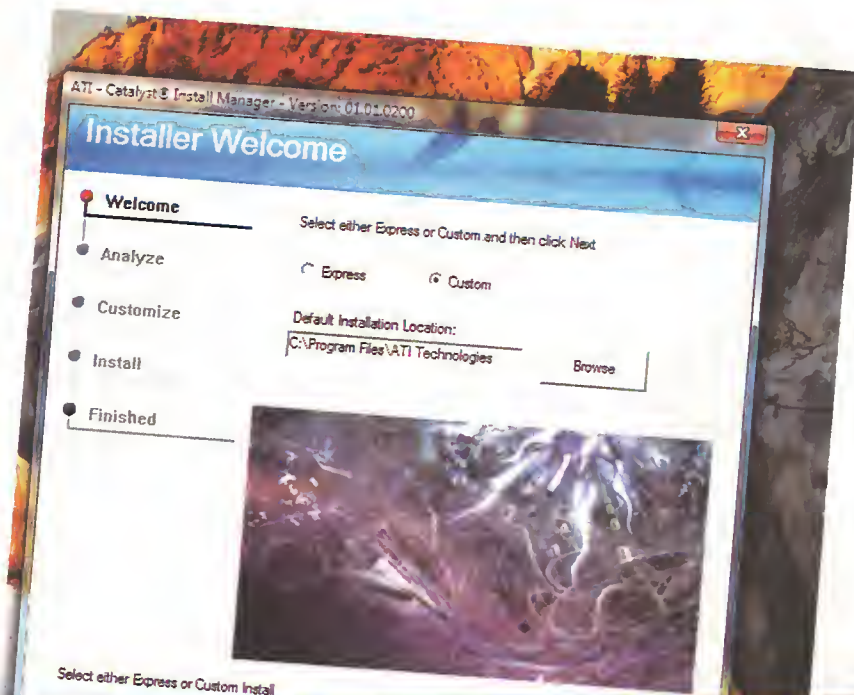 ATI - Catalyst® Install Manager - Version: 01.01.0200
Installer Welcome
Welcome
Analyze
Customize
Install
Finished
Select either Express or Custom and then click Next
Express
Custom
Default Installation Location:
C:\Program Files\ATI Technologies
Browse
Select either Express or Custom Install